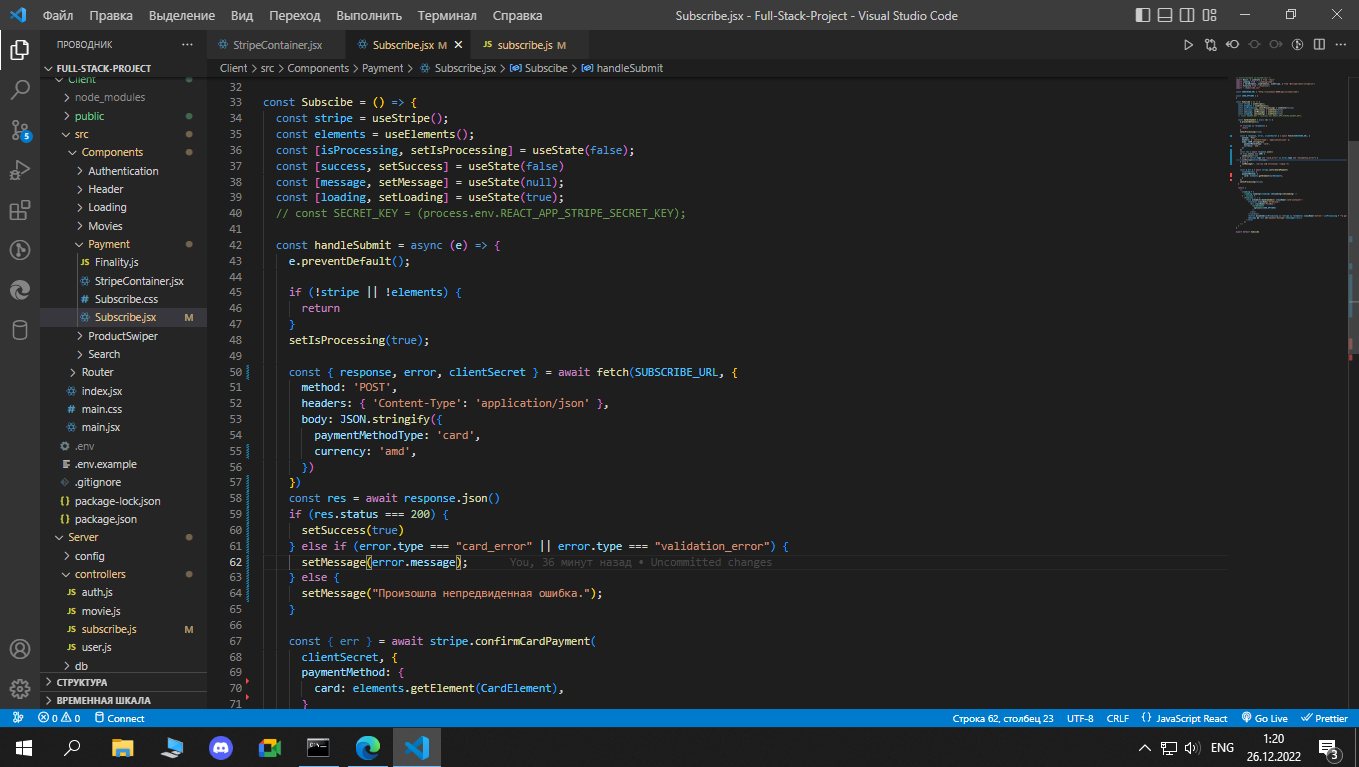 Файл Правка Выделение Вид Переход Выполнить Терминал Справка
Subscribe.jsx - Full-Stack-Project - Visual Studio Code
ПРОВОДНИК
StripeContainer.jsx
Subscribe.jsx M
JS subscribe.js M
FULL-STACK-PROJECT
Client > src > Components > Payment > Subscribe.jsx > Subscibe > handleSubmit
Client
node_modules
public
src
Components
Authentication
Header
Loading
Movies
Payment
JS Finality.js
StripeContainer.jsx
# Subscribe.css
Subscribe.jsx M
ProductSwiper
Search
Router
index.jsx
# main.css
main.jsx
.env
.env.example
.gitignore
{} package-lock.json
{} package.json
Server
config
controllers
JS auth.js
JS movie.js
JS subscribe.js M
JS user.js
db
СТРУКТУРА
ВРЕМЕННАЯ ШКАЛА
5
32
33 const Subscibe = () => {
34 const stripe = useStripe();
35 const elements = useElements();
36 const [isProcessing, setIsProcessing] = useState(false);
37 const [success, setSuccess] = useState(false)
38 const [message, setMessage] = useState(null);
39 const [loading, setLoading] = useState(true);
40 // const SECRET_KEY = (process.env.REACT_APP_STRIPE_SECRET_KEY);
41
42 const handleSubmit = async (e) => {
43 e.preventDefault();
44
45 if (!stripe || !elements) {
46 return
47 }
48 setIsProcessing(true);
49
50 const { response, error, clientSecret } = await fetch(SUBSCRIBE_URL, {
51 method: 'POST',
52 headers: { 'Content-Type': 'application/json' },
53 body: JSON.stringify({
54 paymentMethodType: 'card',
55 currency: 'amd',
56 })
57 })
58 const res = await response.json()
59 if (res.status === 200) {
60 setSuccess(true)
61 } else if (error.type === "card_error" || error.type === "validation_error") {
62 setMessage(error.message); You, 36 минут назад • Uncommitted changes
63 } else {
64 setMessage("Произошла непредвиденная ошибка.");
65 }
66
67 const { err } = await stripe.confirmCardPayment(
68 clientSecret, {
69 paymentMethod: {
70 card: elements.getElement(CardElement),
71 }
0 0 Connect
Строка 62, столбец 23 UTF-8 CRLF {} JavaScript React Go Live Prettier
ENG
1:20
26.12.2022
3